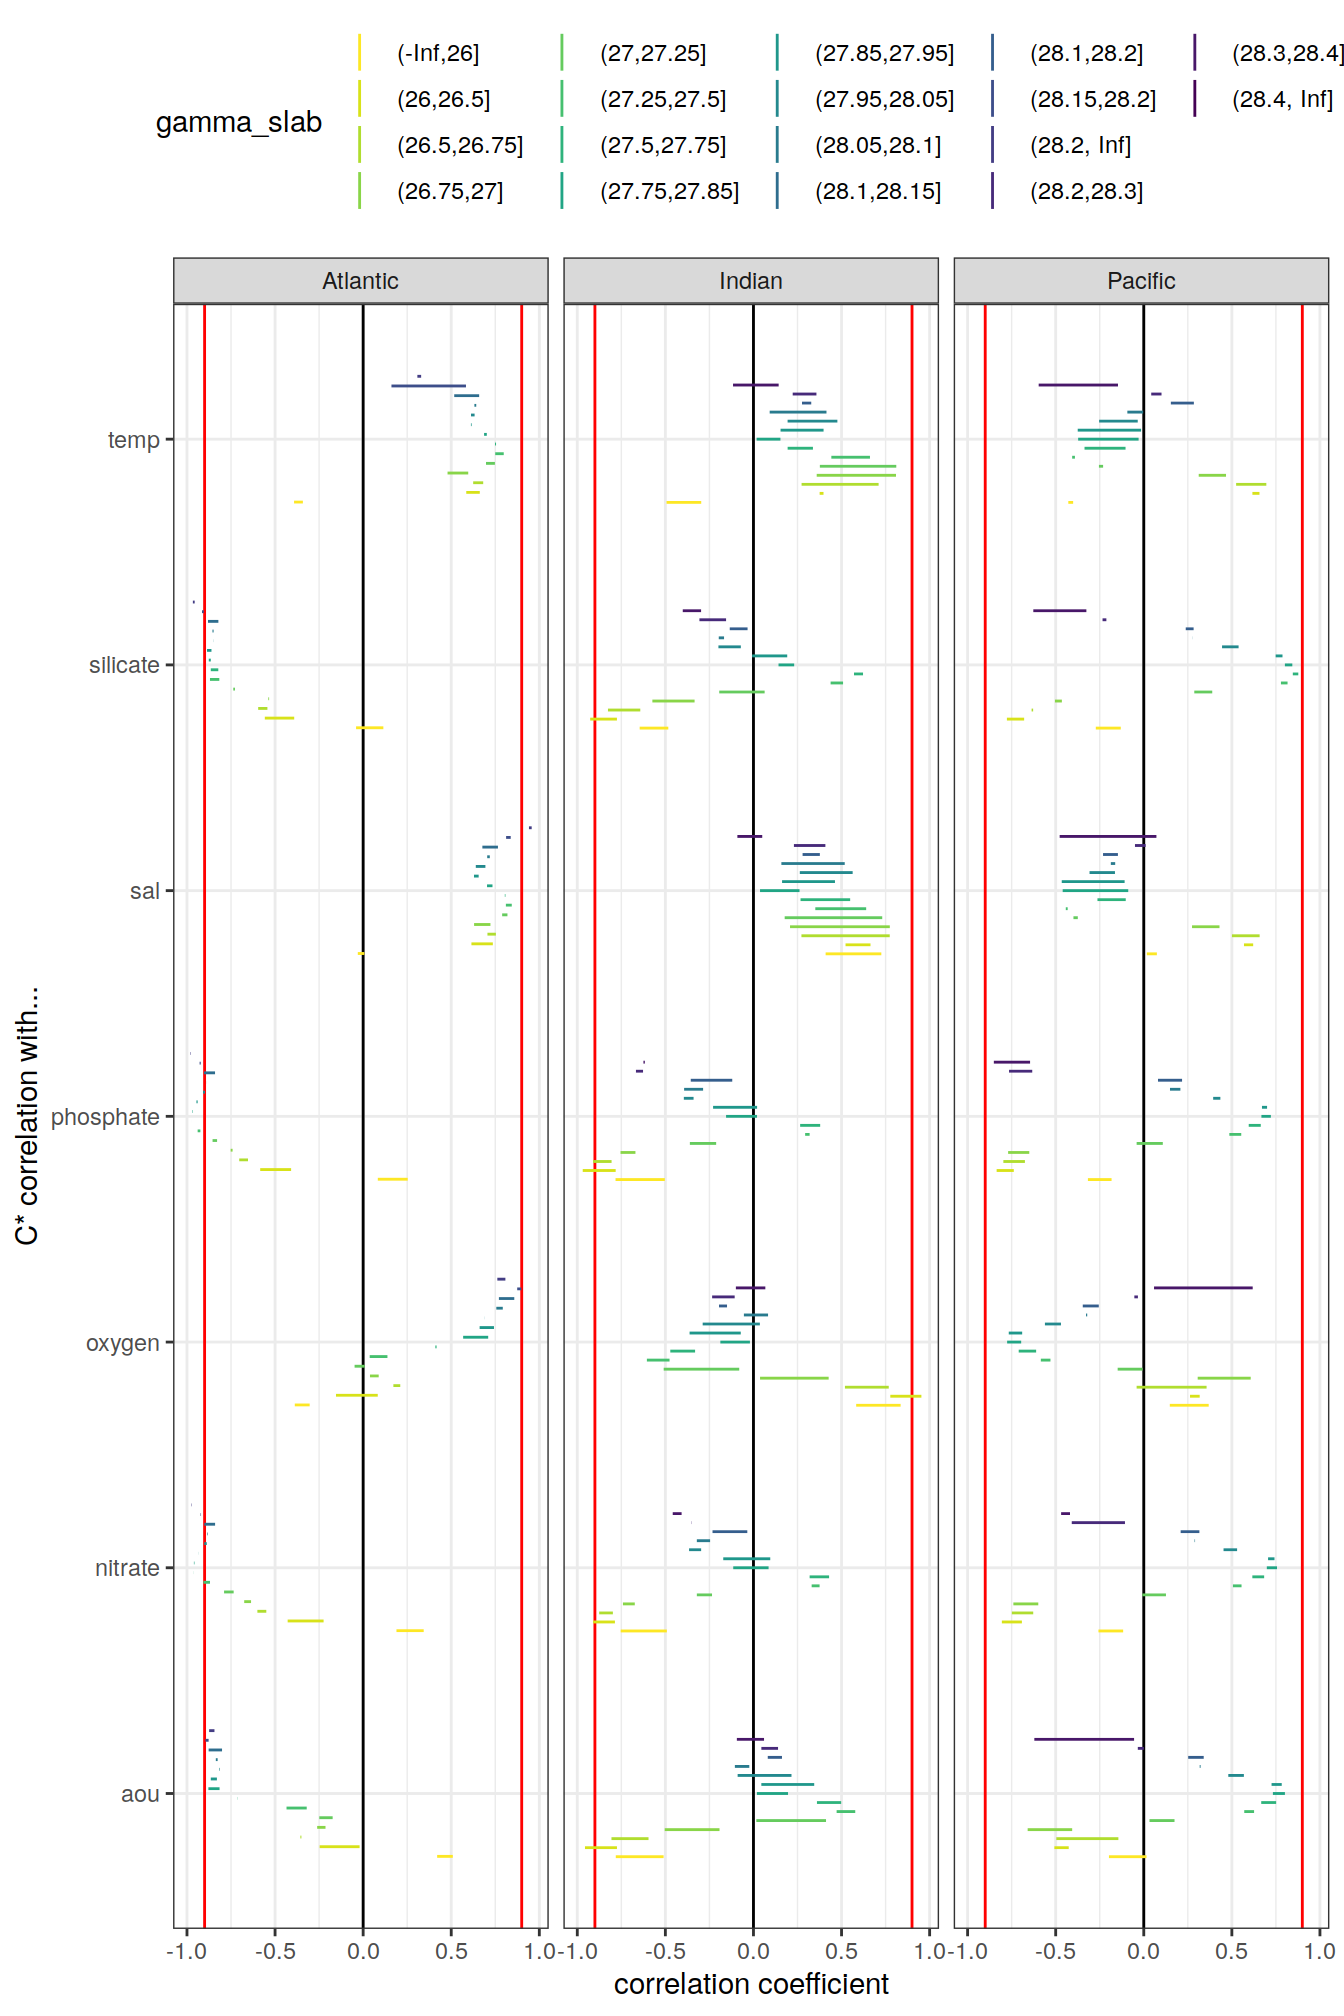 gamma_slab
(-Inf,26] (27,27.25] (27.85,27.95] (28.1,28.2] (28.3,28.4]
(26,26.5] (27.25,27.5] (27.95,28.05] (28.15,28.2] (28.4, Inf]
(26.5,26.75] (27.5,27.75] (28.05,28.1] (28.2, Inf]
(26.75,27] (27.75,27.85] (28.1,28.15] (28.2,28.3]
Atlantic Indian Pacific
C* correlation with...
temp
silicate
sal
phosphate
oxygen
nitrate
aou
-1.0 -0.5 0.0 0.5 1.0 -1.0 -0.5 0.0 0.5 1.0 -1.0 -0.5 0.0 0.5 1.0
correlation coefficient